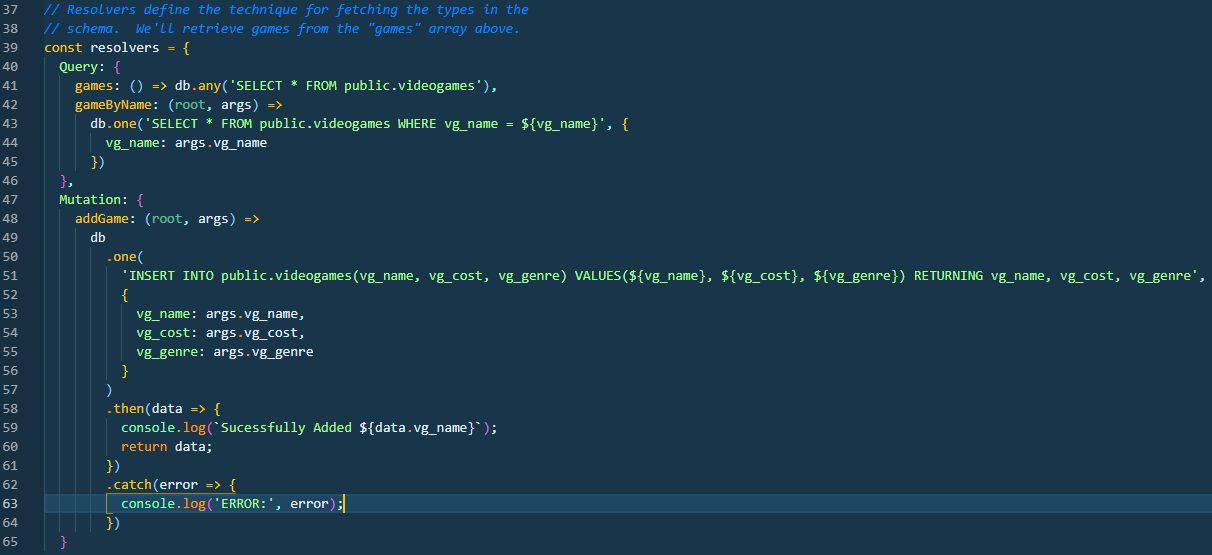 37 // Resolvers define the technique for fetching the types in the
38 // schema.  We'll retrieve games from the "games" array above.
39 const resolvers = {
40   Query: {
41     games: () => db.any('SELECT * FROM public.videogames'),
42     gameByName: (root, args) =>
43       db.one('SELECT * FROM public.videogames WHERE vg_name = ${vg_name}', {
44         vg_name: args.vg_name
45       })
46   },
47   Mutation: {
48     addGame: (root, args) =>
49       db
50         .one(
51           'INSERT INTO public.videogames(vg_name, vg_cost, vg_genre) VALUES(${vg_name}, ${vg_cost}, ${vg_genre}) RETURNING vg_name, vg_cost, vg_genre',
52           {
53             vg_name: args.vg_name,
54             vg_cost: args.vg_cost,
55             vg_genre: args.vg_genre
56           }
57         )
58         .then(data => {
59           console.log(`Sucessfully Added ${data.vg_name}`);
60           return data;
61         })
62         .catch(error => {
63           console.log('ERROR:', error);
64         })
65   }